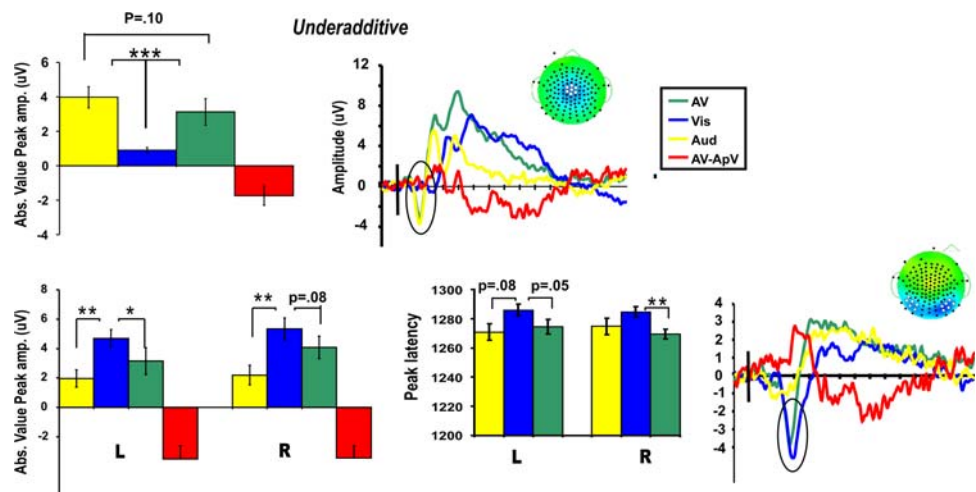 P=.10
Underadditive
***
Abs. Value Peak amp. (uV)
6
4
2
0
-2
4
Amplitude (uV)
12
8
4
0
-4
AV
Vis
Aud
AV-ApV
Abs. Value Peak amp. (uV)
8
6
4
2
0
-2
** *
** p=.08
L R
Peak latency
1300
1280
1260
1240
1220
1200
p=.08 p=.05
**
L R
4
3
2
1
0
-1
-2
-3
-4